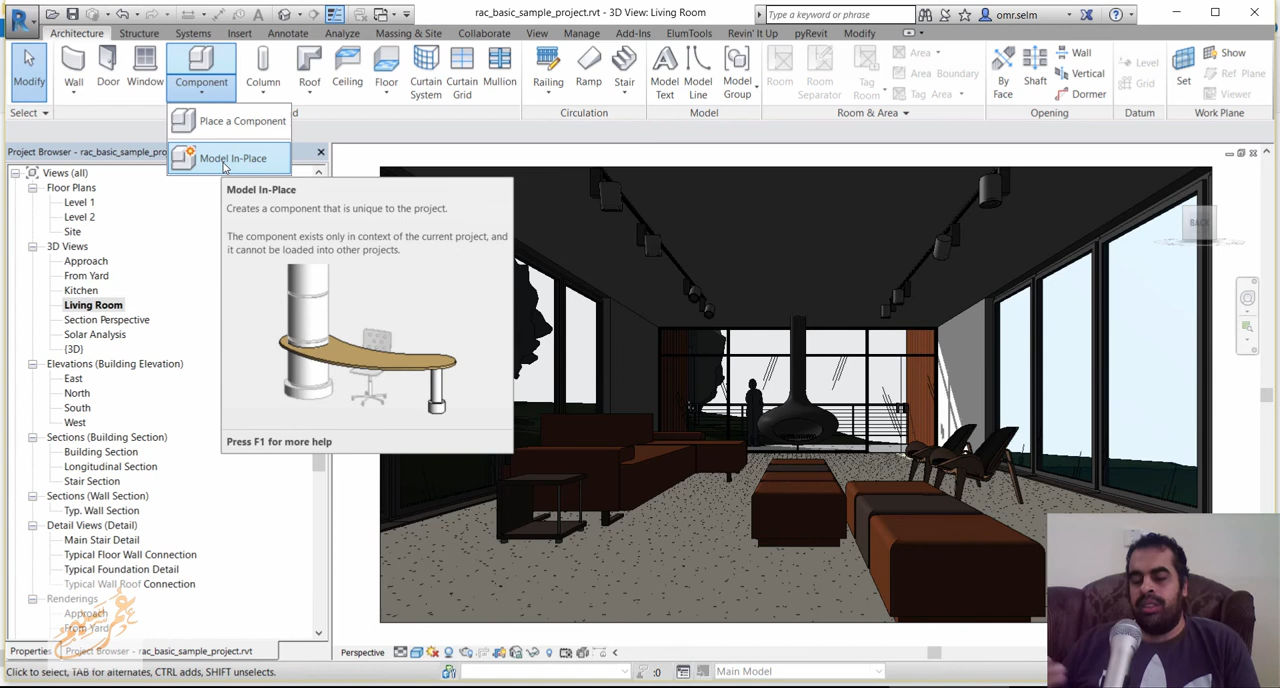 rac_basic_sample_project.rvt - 3D View: Living Room
Type a keyword or phrase
omr.selm
Architecture Structure Systems Insert Annotate Analyze Massing & Site Collaborate View Manage Add-Ins ElumTools Revin' It Up pyRevit Modify
Modify Wall Door Window Component Column Roof Ceiling Floor Curtain System Curtain Grid Mullion Railing Ramp Stair Model Text Model Line Model Group Room Room Separator Tag Room
Area
Area Boundary
Tag Area
By Face Shaft
Wall
Vertical
Dormer
Level
Grid
Set
Show
Ref Plane
Viewer
Select
Circulation Model Room & Area Opening Datum Work Plane
Place a Component
Model In-Place
Project Browser - rac_basic_sample_pro
Model In-Place
Creates a component that is unique to the project.
The component exists only in context of the current project, and
it cannot be loaded into other projects.
Press F1 for more help
Views (all)
Floor Plans
Level 1
Level 2
Site
3D Views
Approach
From Yard
Kitchen
Living Room
Section Perspective
Solar Analysis
{3D}
Elevations (Building Elevation)
East
North
South
West
Sections (Building Section)
Building Section
Longitudinal Section
Stair Section
Sections (Wall Section)
Typ. Wall Section
Detail Views (Detail)
Main Stair Detail
Typical Floor Wall Connection
Typical Foundation Detail
Typical Wall Roof Connection
Renderings
Approach
From Yard
BACK
Properties Project Browser - rac_basic_sample_project.rvt
Perspective
Click to select, TAB for alternates, CTRL adds, SHIFT unselects.
:0
Main Model